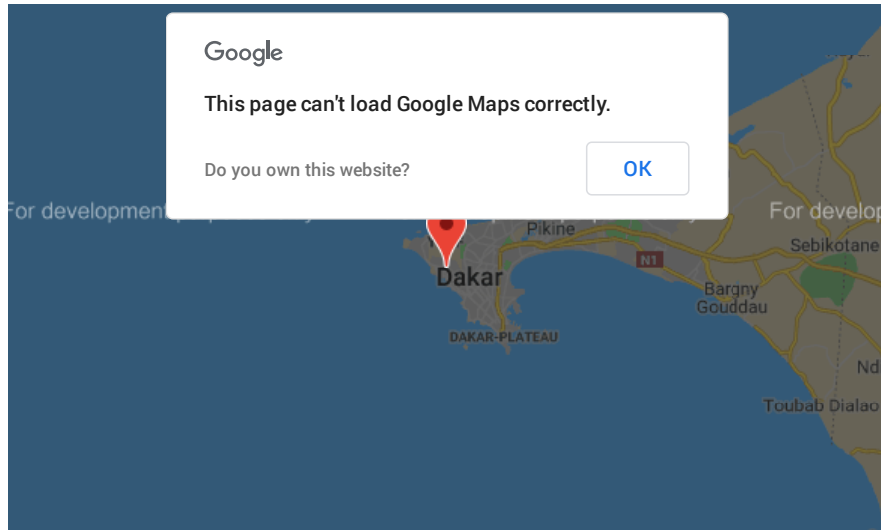 Google
This page can't load Google Maps correctly.
Do you own this website?
OK
For development
For develop
Pikine
Sebikotane
N1
Dakar
Bargny
Gouddau
DAKAR-PLATEAU
Nd
Toubab Dialao